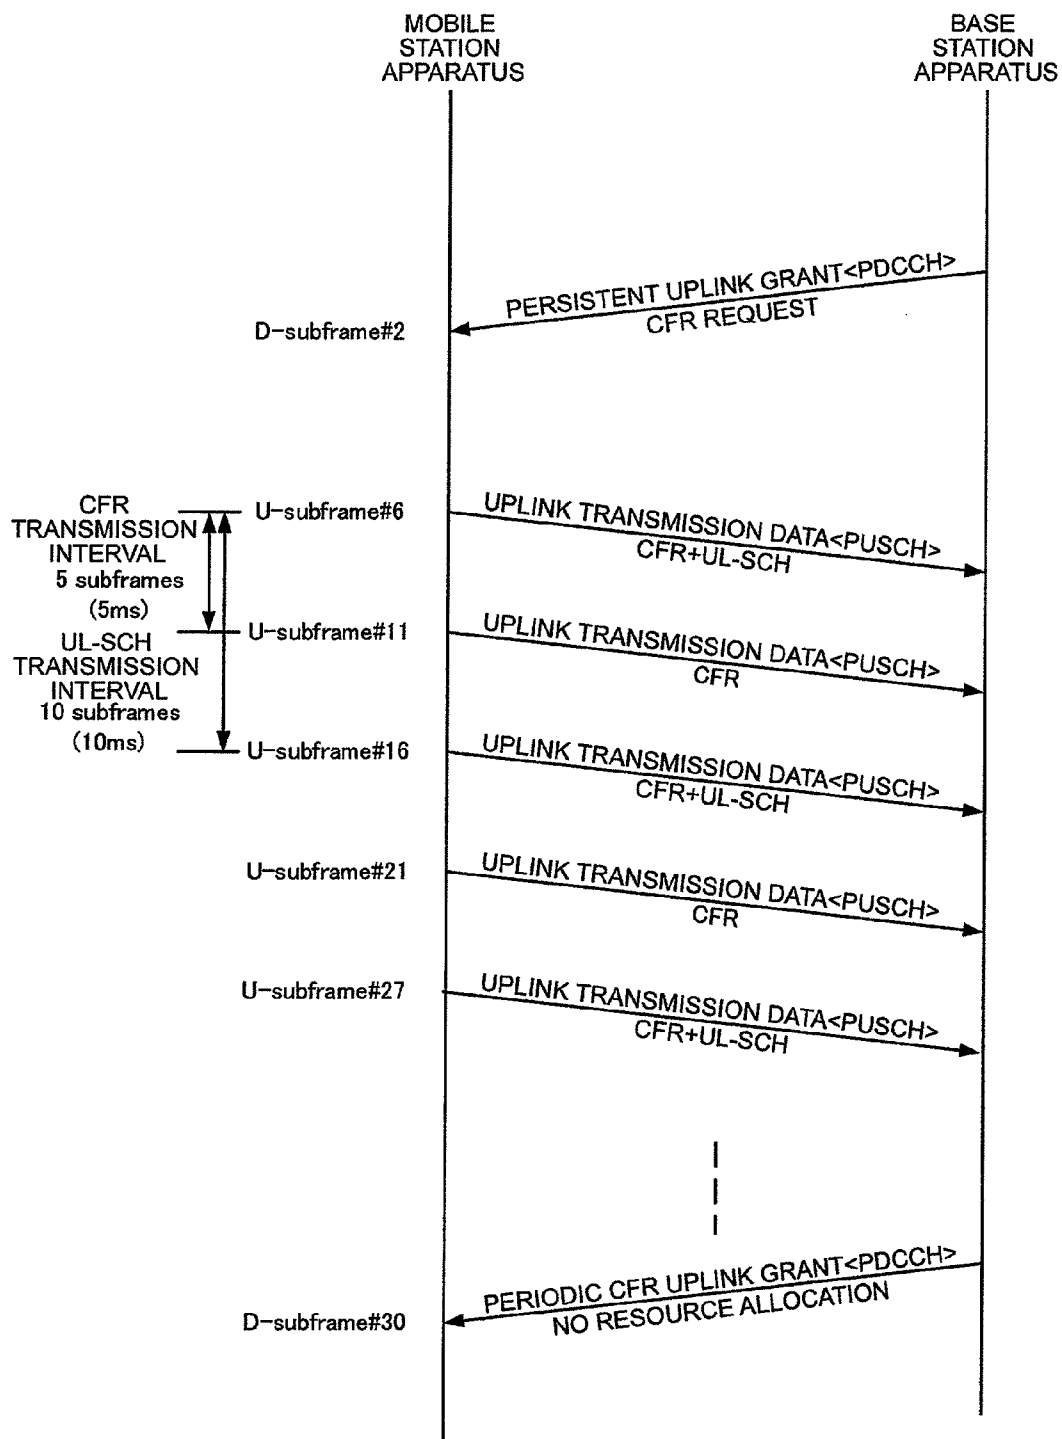 MOBILE
STATION
APPARATUS
BASE
STATION
APPARATUS
PERSISTENT UPLINK GRANT<PDCCH>
CFR REQUEST
D-subframe#2
CFR
TRANSMISSION
INTERVAL
5 subframes
(5ms)
U-subframe#6
UPLINK TRANSMISSION DATA<PUSCH>
CFR+UL-SCH
UL-SCH
TRANSMISSION
INTERVAL
10 subframes
(10ms)
U-subframe#11
UPLINK TRANSMISSION DATA<PUSCH>
CFR
U-subframe#16
UPLINK TRANSMISSION DATA<PUSCH>
CFR+UL-SCH
U-subframe#21
UPLINK TRANSMISSION DATA<PUSCH>
CFR
U-subframe#27
UPLINK TRANSMISSION DATA<PUSCH>
CFR+UL-SCH
PERIODIC CFR UPLINK GRANT<PDCCH>
NO RESOURCE ALLOCATION
D-subframe#30